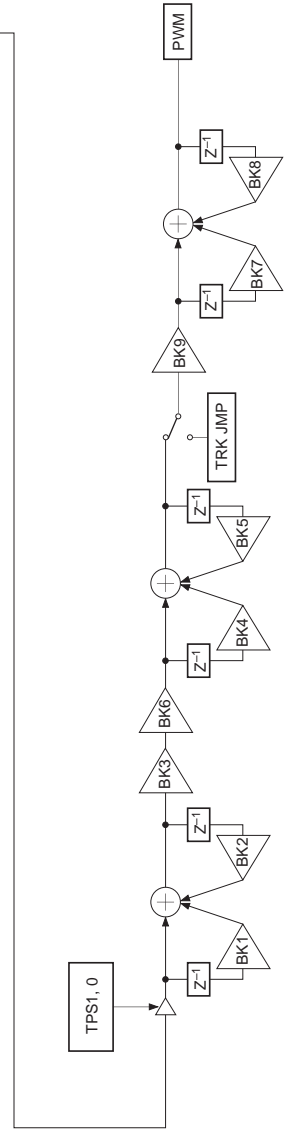 TPS1, 0
Z⁻¹
BK1
BK2
Z⁻¹
BK3
BK6
Z⁻¹
BK4
BK5
Z⁻¹
TRK JMP
BK9
Z⁻¹
BK7
BK8
Z⁻¹
PWM